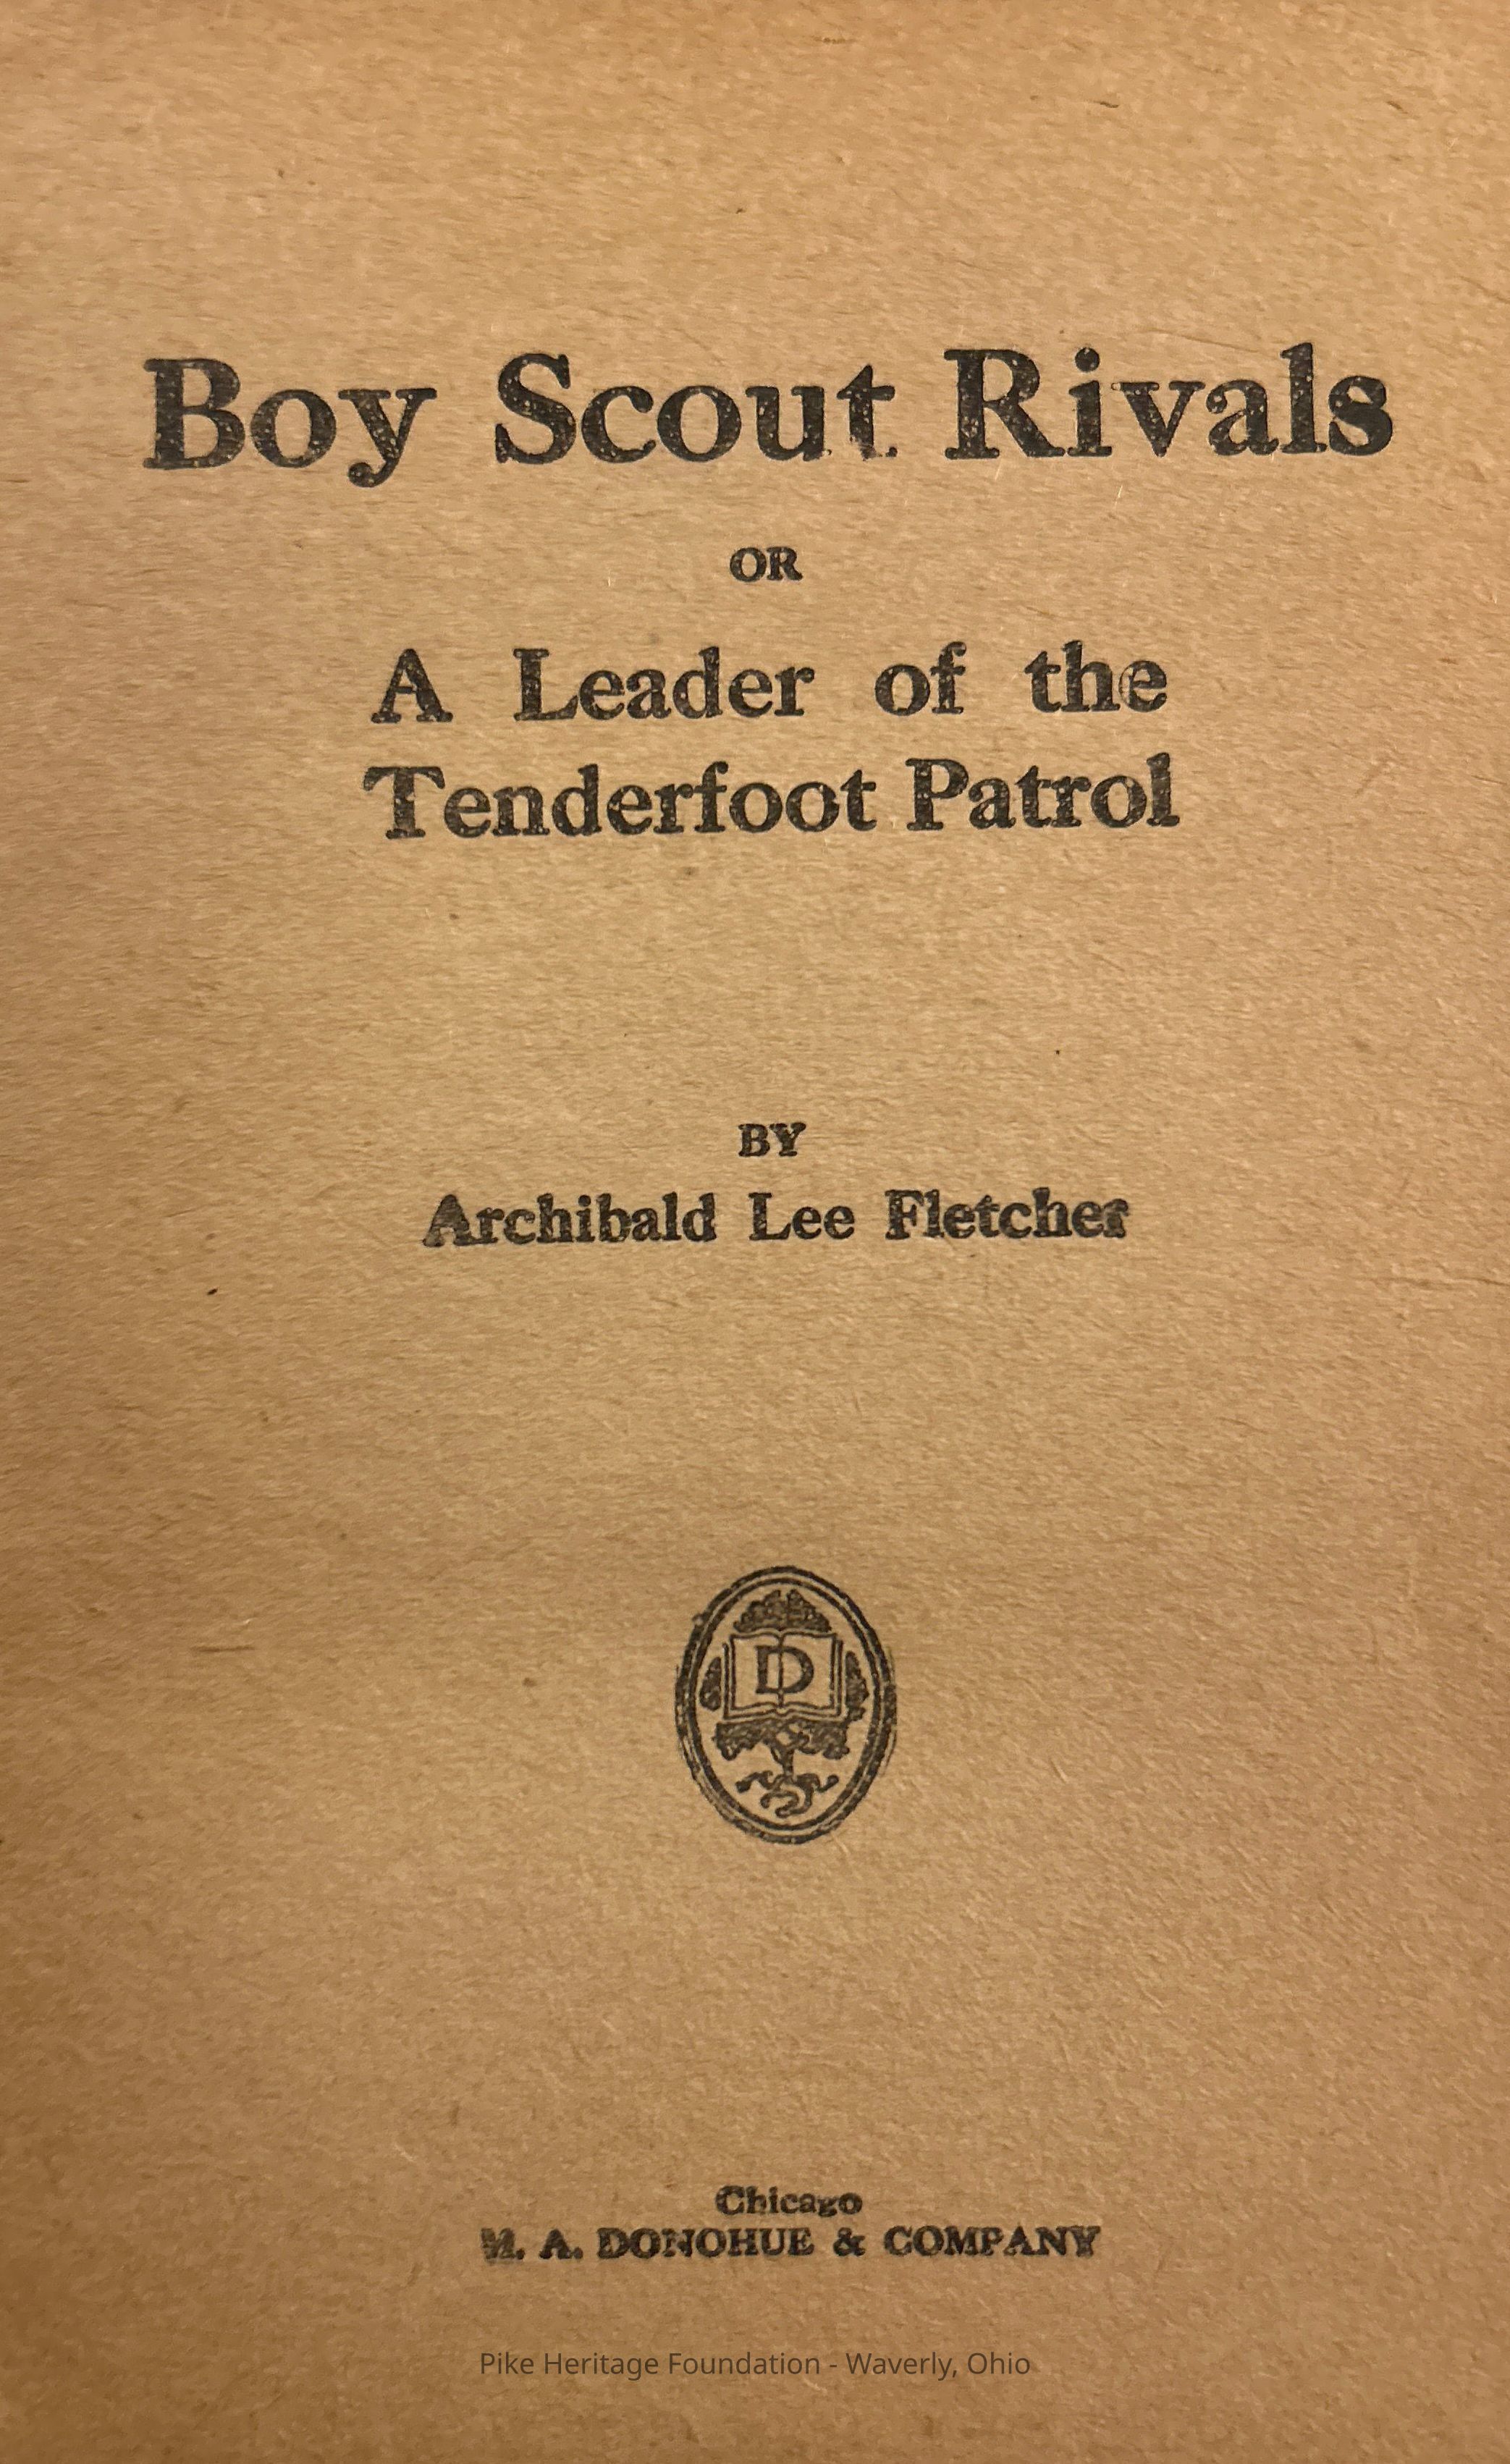 Boy Scout Rivals
OR
A Leader of the
Tenderfoot Patrol
BY
Archibald Lee Fletcher
D
Chicago
M. A. DONOHUE & COMPANY
Pike Heritage Foundation - Waverly, Ohio